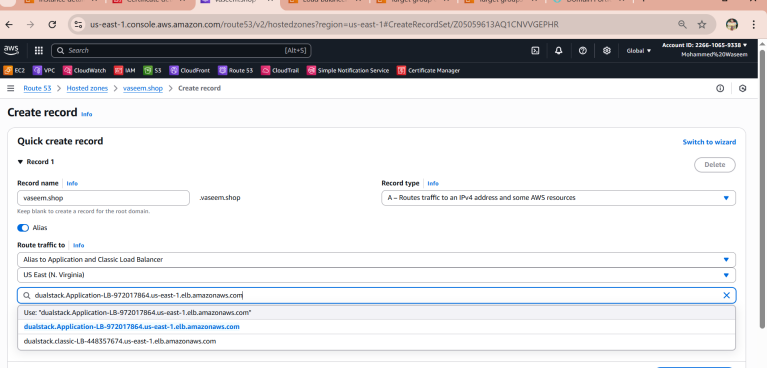 us-east-1.console.aws.amazon.com/route53/v2/hostedzones?region=us-east-1#CreateRecordSet/Z05059613AQ1CNVVGEPHR
aws Search [Alt+S] Global Account ID: 2266-1065-9338
Mohammed%20Waseem
EC2 VPC CloudWatch IAM S3 CloudFront Route 53 CloudTrail Simple Notification Service Certificate Manager
Route 53 > Hosted zones > vaseem.shop > Create record
Create record Info
Quick create record Switch to wizard
Record 1 Delete
Record name | Info Record type | Info
vaseem.shop .vaseem.shop A – Routes traffic to an IPv4 address and some AWS resources
Keep blank to create a record for the root domain.
Alias
Route traffic to | Info
Alias to Application and Classic Load Balancer
US East (N. Virginia)
dualstack.Application-LB-972017864.us-east-1.elb.amazonaws.com
Use: "dualstack.Application-LB-972017864.us-east-1.elb.amazonaws.com"
dualstack.Application-LB-972017864.us-east-1.elb.amazonaws.com
dualstack.classic-LB-448357674.us-east-1.elb.amazonaws.com